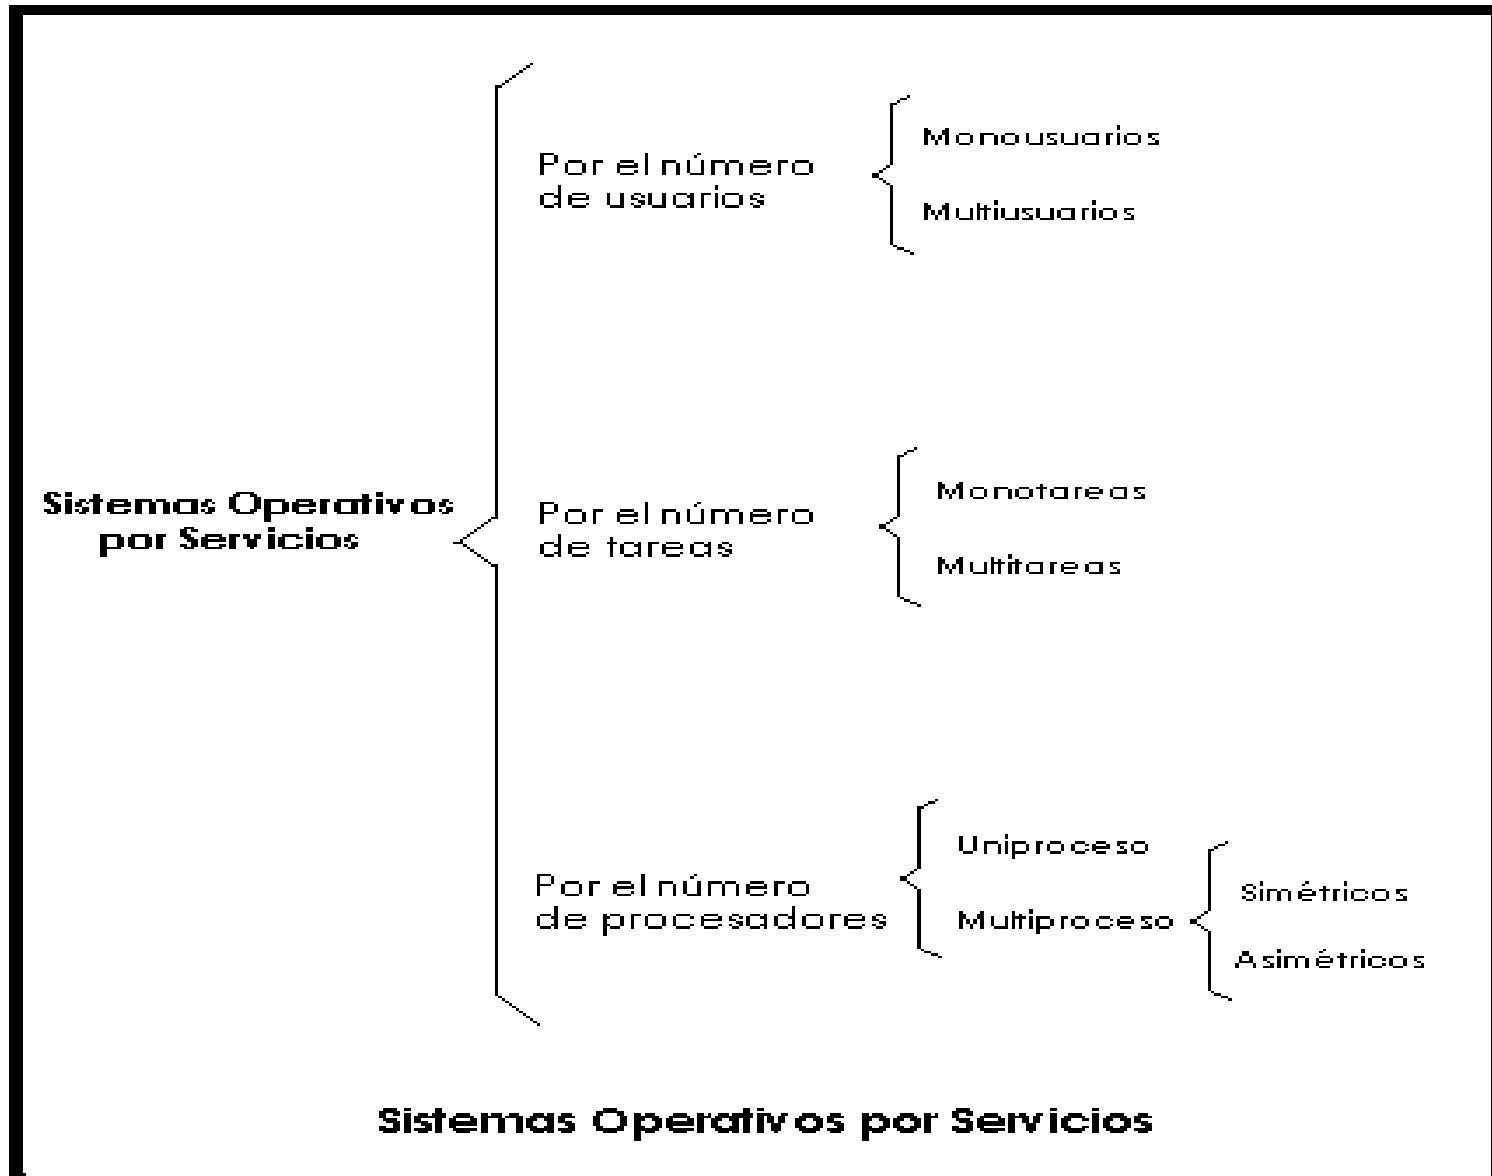 Sistemas Operativos
por Servicios
Por el número
de usuarios
Monousuarios
Multiusuarios
Por el número
de tareas
Monotareas
Multitareas
Por el número
de procesadores
Uniproceso
Multiproceso
Simétricos
Asimétricos
Sistemas Operativos por Servicios